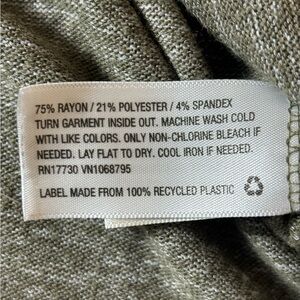 75% RAYON / 21% POLYESTER / 4% SPANDEX
TURN GARMENT INSIDE OUT. MACHINE WASH COLD
WITH LIKE COLORS. ONLY NON-CHLORINE BLEACH IF
NEEDED. LAY FLAT TO DRY. COOL IRON IF NEEDED.
RN17730 VN1068795
LABEL MADE FROM 100% RECYCLED PLASTIC